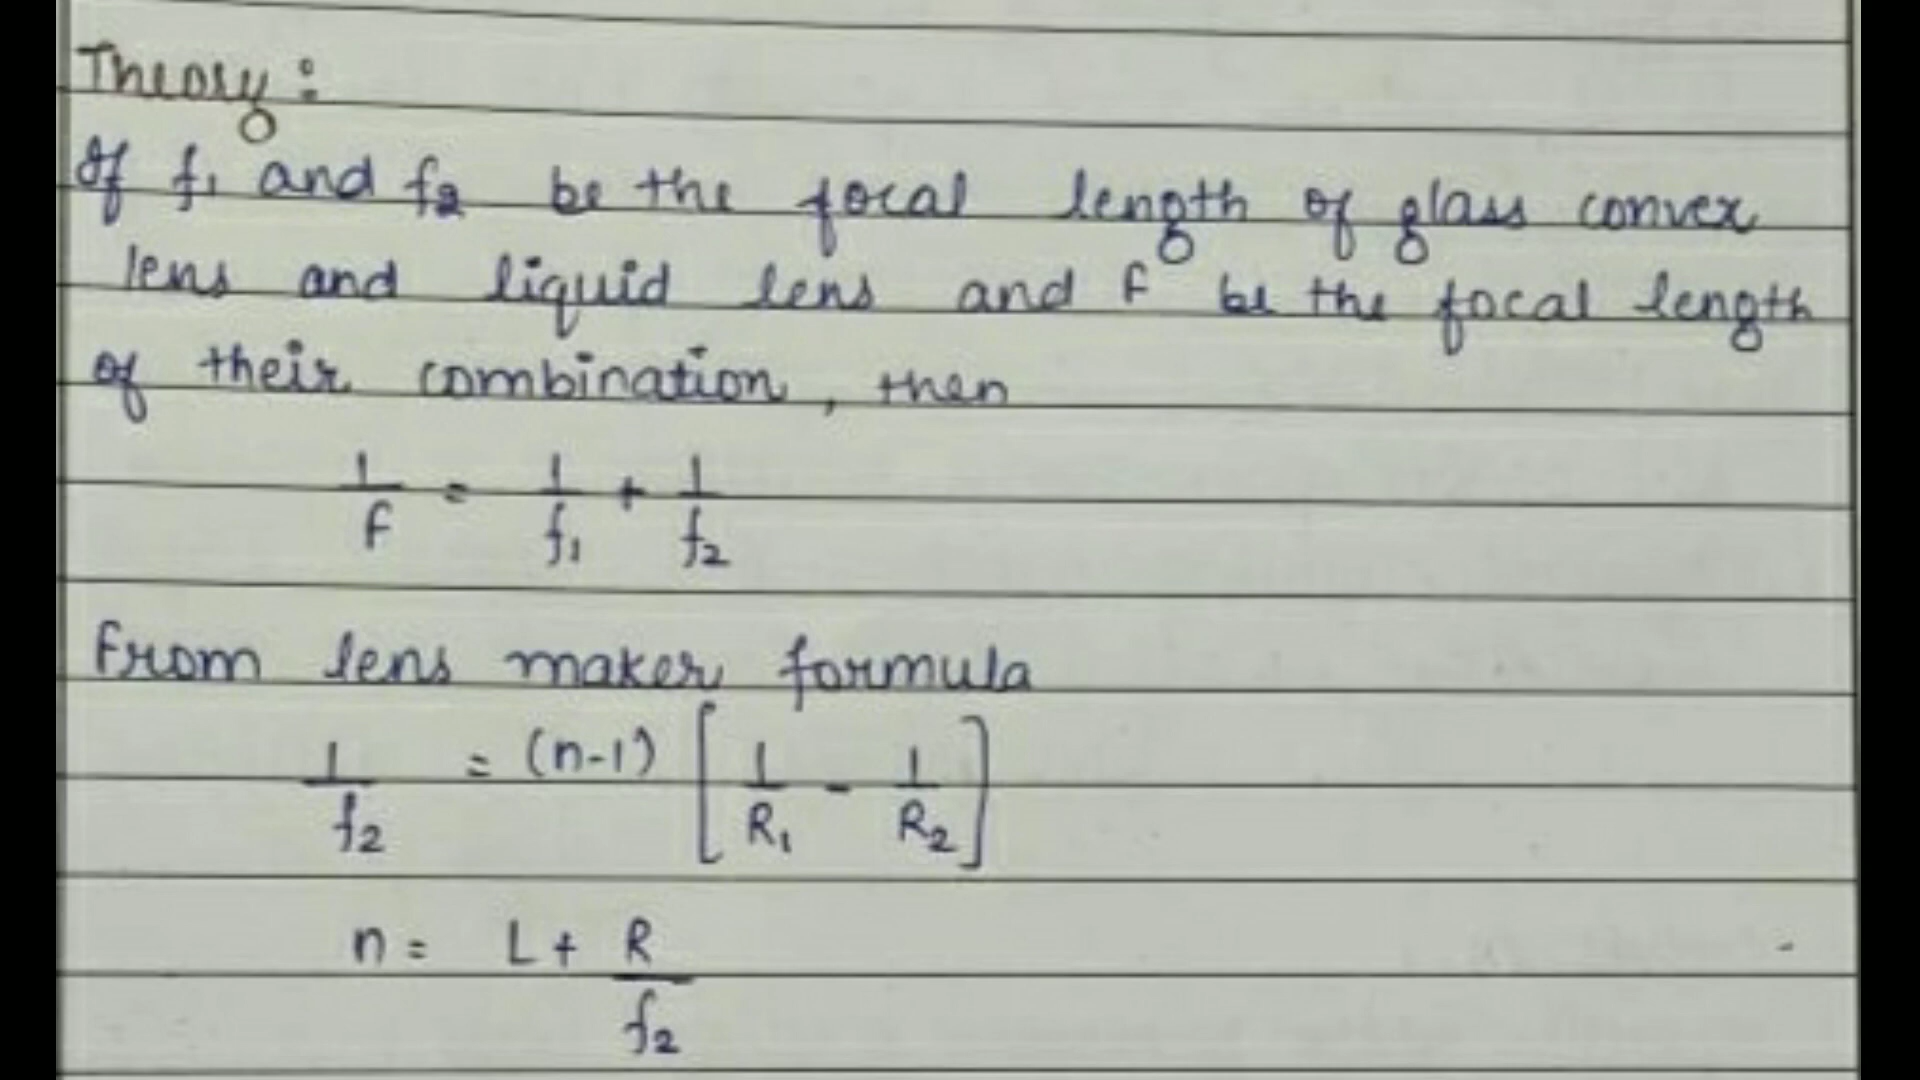 Theory:
If f₁ and f₂ be the focal length of glass convex
lens and liquid lens and F be the focal length
of their combination, then
1/F = 1/f₁ + 1/f₂
From lens maker formula
1/f₂ = (n-1) [1/R₁ - 1/R₂]
n = L + R/f₂